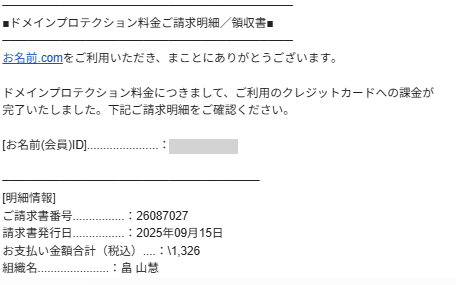 ■ドメインプロテクション料金ご請求明細／領収書■
お名前.comをご利用いただき、まことにありがとうございます。
ドメインプロテクション料金につきまして、ご利用のクレジットカードへの課金が
完了いたしました。下記ご請求明細をご確認ください。
[お名前(会員)ID]......................：
[明細情報]
ご請求書番号................：26087027
請求書発行日................：2025年09月15日
お支払い金額合計（税込）....：\1,326
組織名......................：畠 山慧